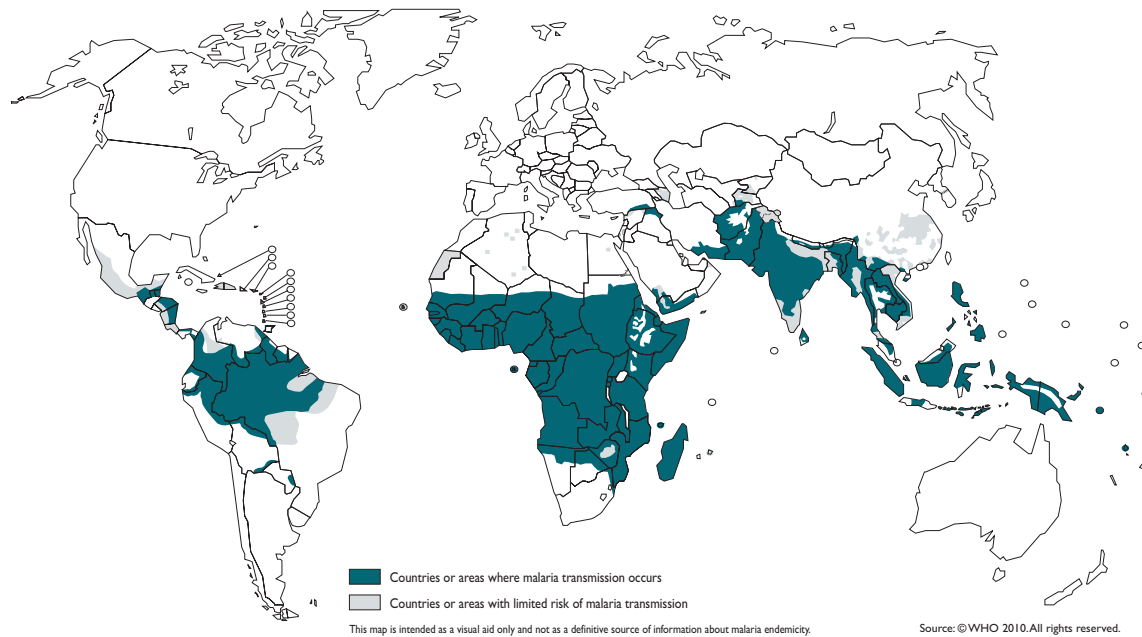 Countries or areas where malaria transmission occurs
Countries or areas with limited risk of malaria transmission
This map is intended as a visual aid only and not as a definitive source of information about malaria endemicity.
Source: © WHO 2010. All rights reserved.